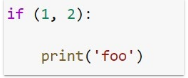 if (1, 2):
    print('foo')